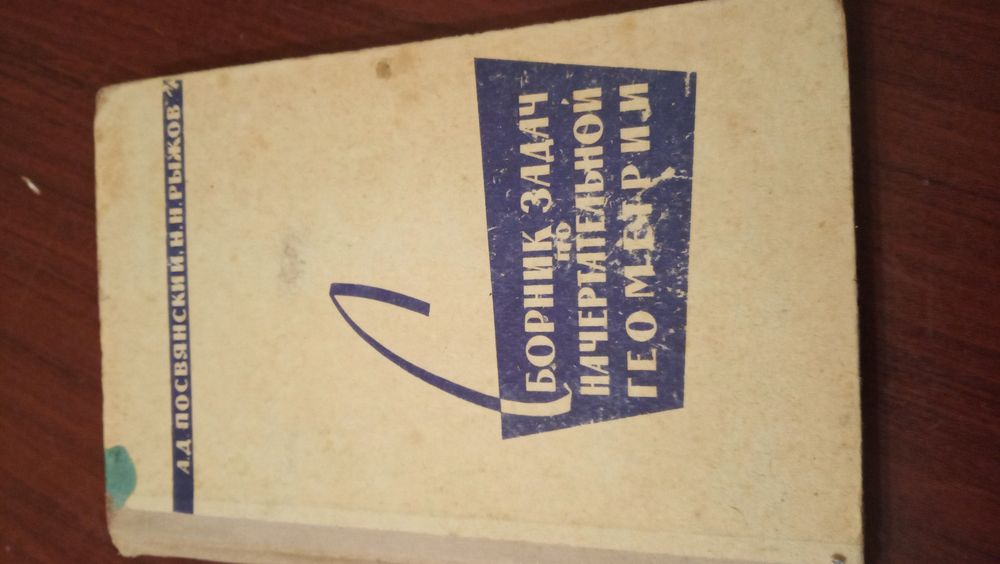 А.Д. ПОСВЯНСКИЙ, Н.Н. РЫЖОВ
СБОРНИК ЗАДАЧ
ПО
НАЧЕРТАТЕЛЬНОЙ
ГЕОМЕТРИИ